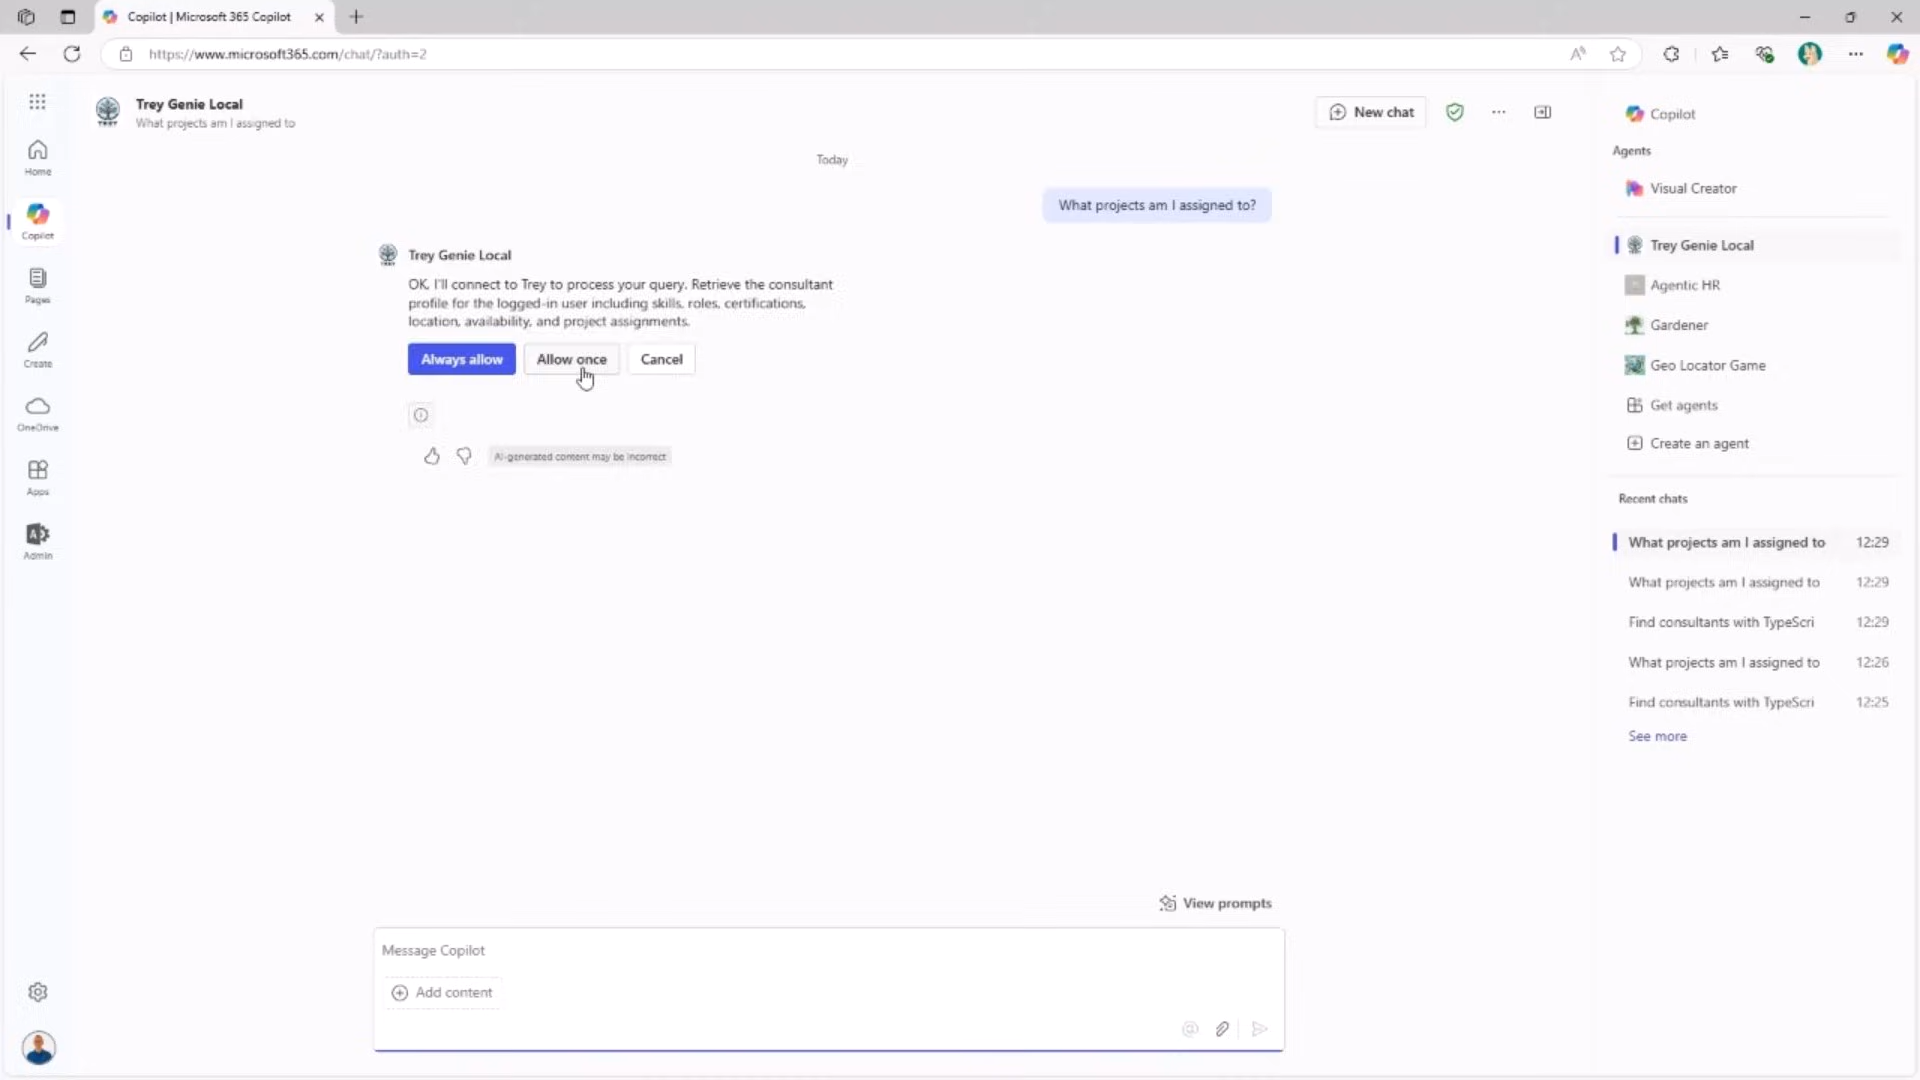 Copilot | Microsoft 365 Copilot
https://www.microsoft365.com/chat/?auth=2
Home
Copilot
Pages
Create
OneDrive
Apps
Admin
TREY
Trey Genie Local
What projects am I assigned to
New chat
Today
What projects am I assigned to?
Trey Genie Local
OK, I'll connect to Trey to process your query. Retrieve the consultant
profile for the logged-in user including skills, roles, certifications,
location, availability, and project assignments.
Always allow
Allow once
Cancel
AI-generated content may be incorrect
View prompts
Message Copilot
Add content
Copilot
Agents
Visual Creator
Trey Genie Local
Agentic HR
Gardener
Geo Locator Game
Get agents
Create an agent
Recent chats
What projects am I assigned to 12:29
What projects am I assigned to 12:29
Find consultants with TypeScri 12:29
What projects am I assigned to 12:26
Find consultants with TypeScri 12:25
See more